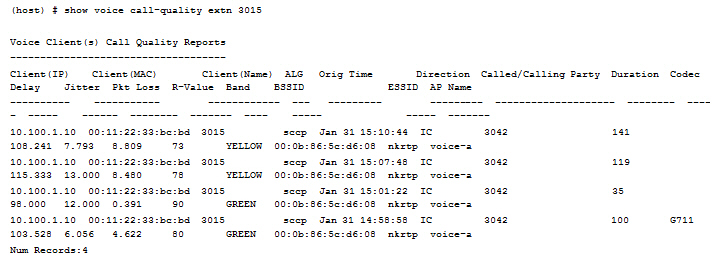 (host) # show voice call-quality extn 3015
Voice Client(s) Call Quality Reports
------------------------------------
Client(IP) Client(MAC) Client(Name) ALG Orig Time Direction Called/Calling Party Duration Codec
Delay Jitter Pkt Loss R-Value Band BSSID ESSID AP Name
---------- ----------- ------------ --- --------- --------- -------------------- -------- ----
- ----- ------ -------- ------- ---- ----- ----- -------
10.100.1.10 00:11:22:33:bc:bd 3015 sccp Jan 31 15:10:44 IC 3042 141
108.241 7.793 8.809 73 YELLOW 00:0b:86:5c:d6:08 nkrtp voice-a
10.100.1.10 00:11:22:33:bc:bd 3015 sccp Jan 31 15:07:48 IC 3042 119
115.333 13.000 8.480 78 YELLOW 00:0b:86:5c:d6:08 nkrtp voice-a
10.100.1.10 00:11:22:33:bc:bd 3015 sccp Jan 31 15:01:22 IC 3042 35
98.000 12.000 0.391 90 GREEN 00:0b:86:5c:d6:08 nkrtp voice-a
10.100.1.10 00:11:22:33:bc:bd 3015 sccp Jan 31 14:58:58 IC 3042 100 G711
103.528 6.056 4.622 80 GREEN 00:0b:86:5c:d6:08 nkrtp voice-a
Num Records:4